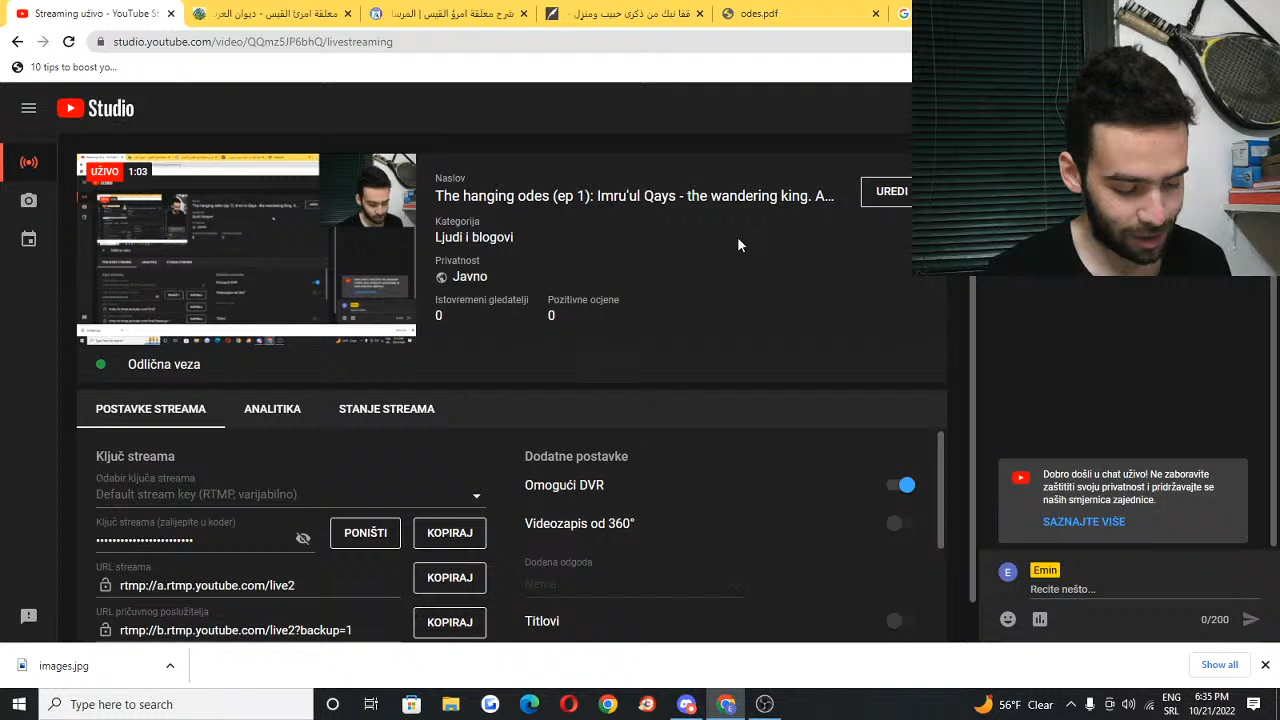 Streaming uživo - YouTube S
معلقة امرئ القيس - ديوان العر
شرح معلقة امرؤ القيس | المرسا
قفا نبك من ذكرى حبيب ومنزل -
odes.pdf
studio.youtube.com/video/QQmz5JP6bhQ/livestreaming
10 tips to boost yo...
Studio
UŽIVO 1:03
Naslov
The hanging odes (ep 1): Imru'ul Qays - the wandering king. A...
UREDI
Kategorija
Ljudi i blogovi
Privatnost
Javno
Istovremeni gledatelji
Pozitivne ocjene
0
0
Odlična veza
POSTAVKE STREAMA
ANALITIKA
STANJE STREAMA
Ključ streama
Odabir ključa streama
Default stream key (RTMP, varijabilno)
Ključ streama (zalijepite u koder)
••••••••••••••••••••••••
PONIŠTI
KOPIRAJ
URL streama
rtmp://a.rtmp.youtube.com/live2
KOPIRAJ
URL pričuvnog poslužitelja
rtmp://b.rtmp.youtube.com/live2?backup=1
KOPIRAJ
Dodatne postavke
Omogući DVR
Videozapis od 360°
Dodana odgoda
Nema
Titlovi
Dobro došli u chat uživo! Ne zaboravite
zaštititi svoju privatnost i pridržavajte se
naših smjernica zajednice.
SAZNAJTE VIŠE
E
Emin
Recite nešto...
0/200
images.jpg
Show all
Type here to search
56°F Clear
ENG
SRL
6:35 PM
10/21/2022